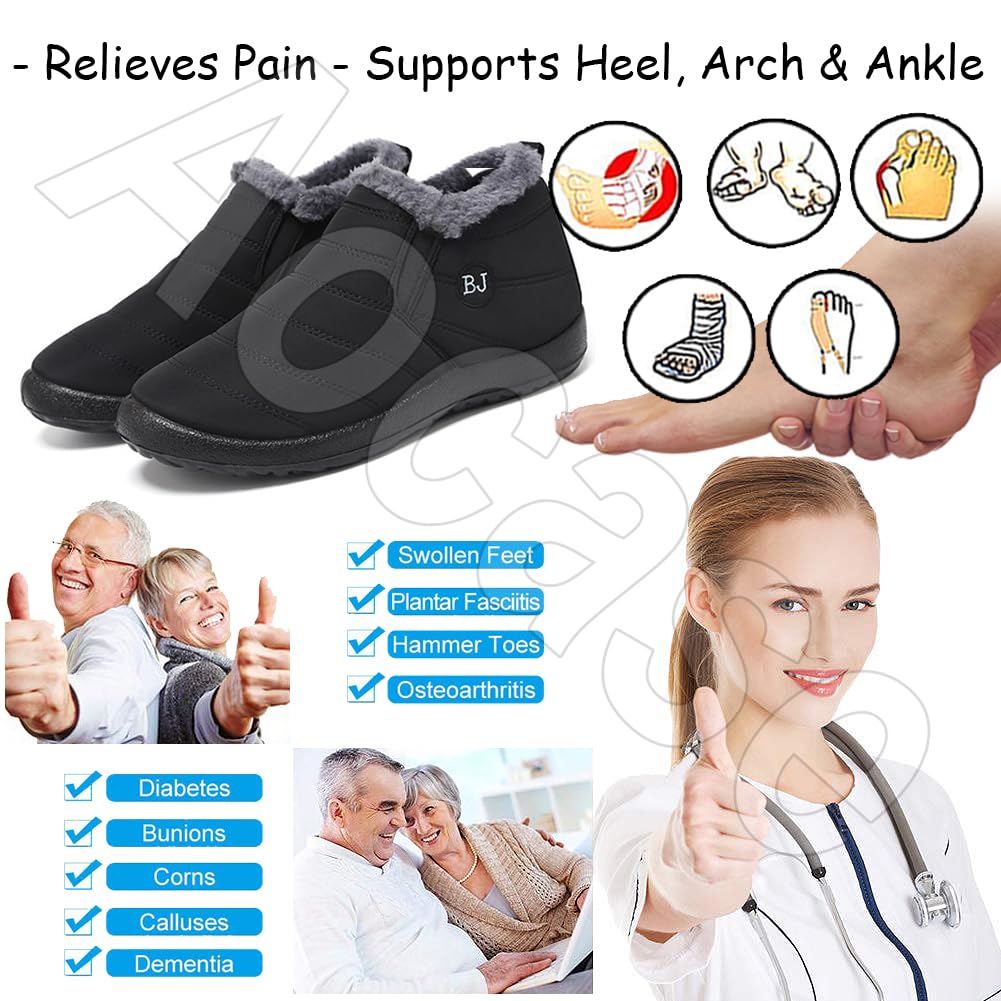 - Relieves Pain - Supports Heel, Arch & Ankle
BJ
Swollen Feet
Plantar Fasciitis
Hammer Toes
Osteoarthritis
Diabetes
Bunions
Corns
Calluses
Dementia